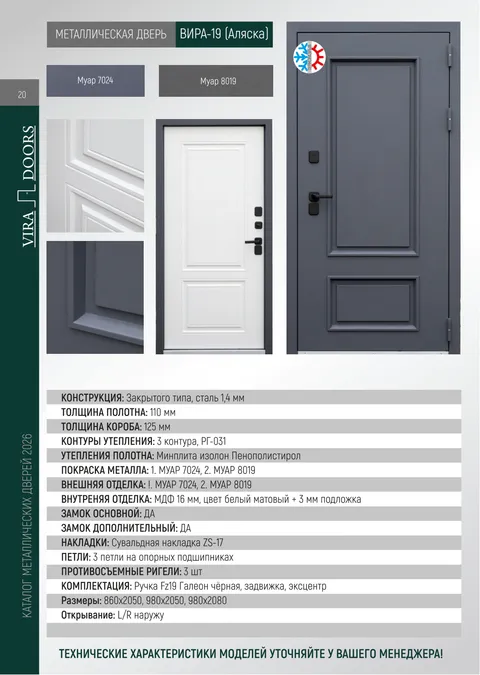 МЕТАЛЛИЧЕСКАЯ ДВЕРЬ ВИРА-19 (Аляска)
Муар 7024
Муар 8019
20
VIRA DOORS
КАТАЛОГ МЕТАЛЛИЧЕСКИХ ДВЕРЕЙ 2026
КОНСТРУКЦИЯ: Закрытого типа, сталь 1,4 мм
ТОЛЩИНА ПОЛОТНА: 110 мм
ТОЛЩИНА КОРОБА: 125 мм
КОНТУРЫ УТЕПЛЕНИЯ: 3 контура, РГ-031
УТЕПЛЕНИЯ ПОЛОТНА: Минплита изолон Пенополистирол
ПОКРАСКА МЕТАЛЛА: 1. МУАР 7024, 2. МУАР 8019
ВНЕШНЯЯ ОТДЕЛКА: !. МУАР 7024, 2. МУАР 8019
ВНУТРЕНЯЯ ОТДЕЛКА: МДФ 16 мм, цвет белый матовый + 3 мм подложка
ЗАМОК ОСНОВНОЙ: ДА
ЗАМОК ДОПОЛНИТЕЛЬНЫЙ: ДА
НАКЛАДКИ: Сувальдная накладка ZS-17
ПЕТЛИ: 3 петли на опорных подшипниках
ПРОТИВОСЪЕМНЫЕ РИГЕЛИ: 3 шт
КОМПЛЕКТАЦИЯ: Ручка Fz19 Галеон чёрная, задвижка, эксцентр
Размеры: 860х2050, 980х2050, 980х2080
Открывание: L/R наружу
ТЕХНИЧЕСКИЕ ХАРАКТЕРИСТИКИ МОДЕЛЕЙ УТОЧНЯЙТЕ У ВАШЕГО МЕНЕДЖЕРА!